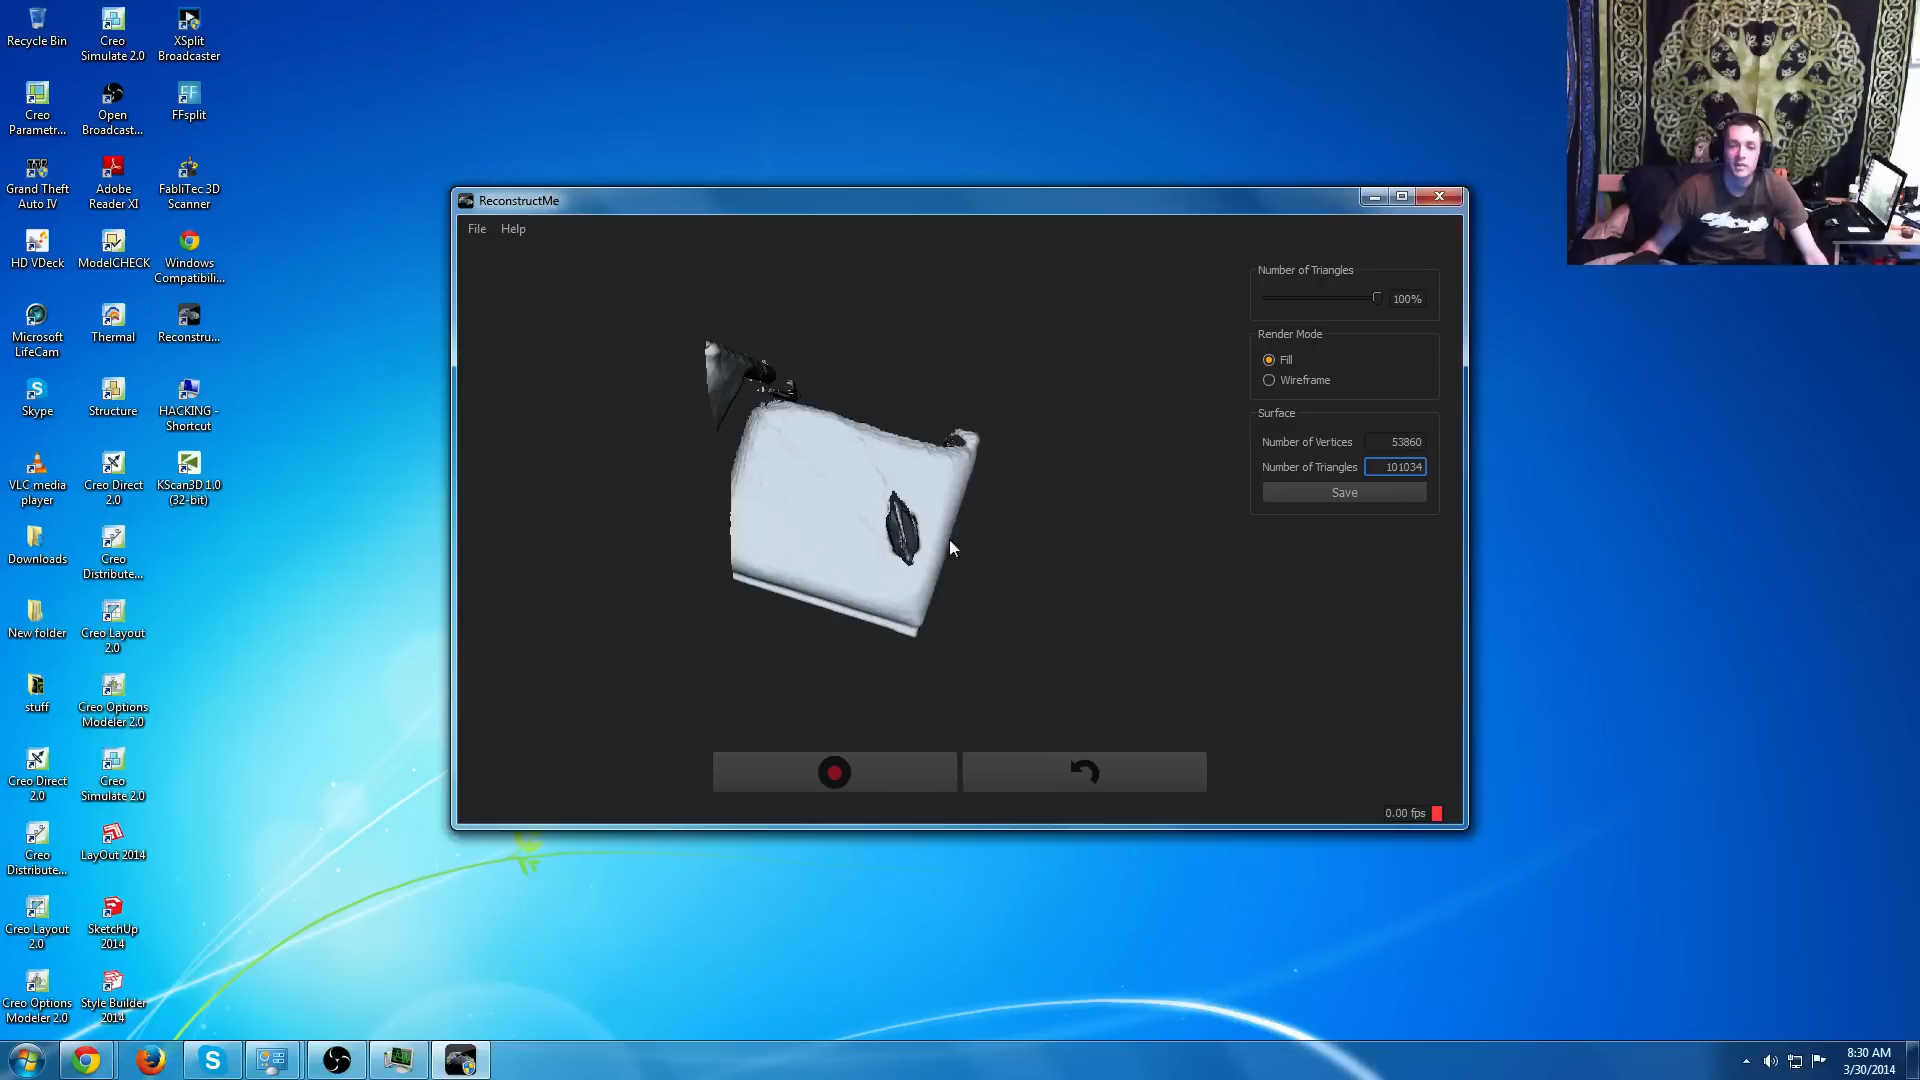 Recycle Bin
Creo
Simulate 2.0
XSplit
Broadcaster
Creo
Parametr...
Open
Broadcast...
FF
FFsplit
Grand Theft
Auto IV
Adobe
Reader XI
FabliTec 3D
Scanner
HD VDeck
ModelCHECK
Windows
Compatibili...
Microsoft
LifeCam
Thermal
Reconstru...
Skype
Structure
HACKING -
Shortcut
VLC media
player
Creo Direct
2.0
KScan3D 1.0
(32-bit)
Downloads
Creo
Distribute...
New folder
Creo Layout
2.0
stuff
Creo Options
Modeler 2.0
Creo Direct
2.0
Creo
Simulate 2.0
Creo
Distribute...
LayOut 2014
Creo Layout
2.0
SketchUp
2014
Creo Options
Modeler 2.0
Style Builder
2014
ReconstructMe
File Help
Number of Triangles
100%
Render Mode
Fill
Wireframe
Surface
Number of Vertices 53860
Number of Triangles 101034
Save
0.00 fps
8:30 AM
3/30/2014